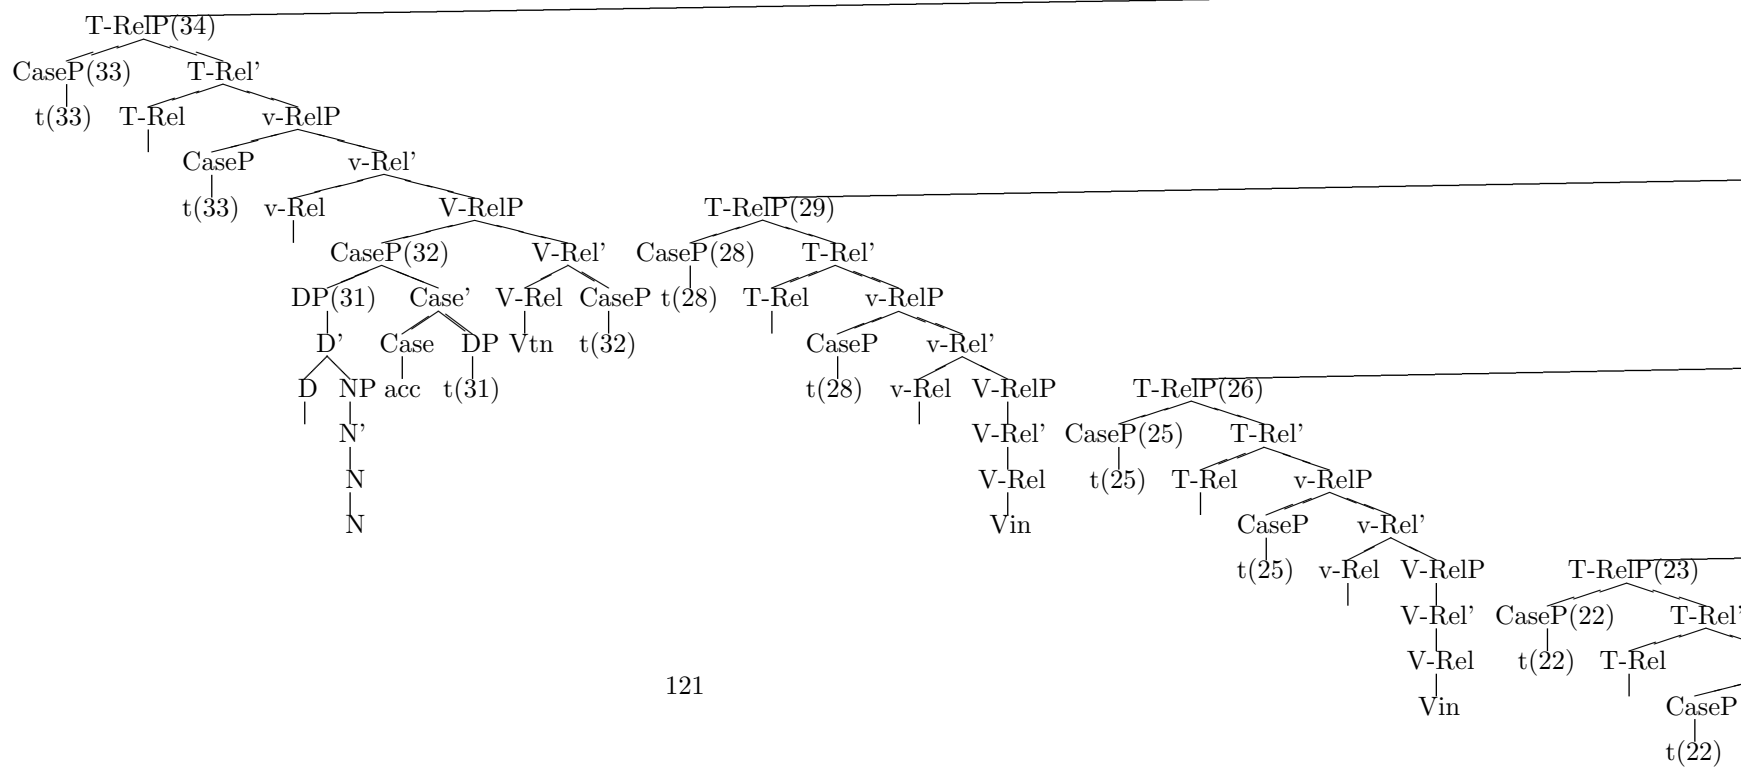 T-RelP(34)
CaseP(33) T-Rel'
t(33) T-Rel v-RelP
CaseP v-Rel'
t(33) v-Rel V-RelP T-RelP(29)
CaseP(32) V-Rel' CaseP(28) T-Rel'
DP(31) Case' V-Rel CaseP t(28) T-Rel v-RelP
D' Case DP Vtn t(32) CaseP v-Rel'
D NP acc t(31) t(28) v-Rel V-RelP T-RelP(26)
N' V-Rel' CaseP(25) T-Rel'
N V-Rel t(25) T-Rel v-RelP
N Vin CaseP v-Rel'
t(25) v-Rel V-RelP T-RelP(23)
V-Rel' CaseP(22) T-Rel'
V-Rel t(22) T-Rel
121
Vin CaseP
t(22)